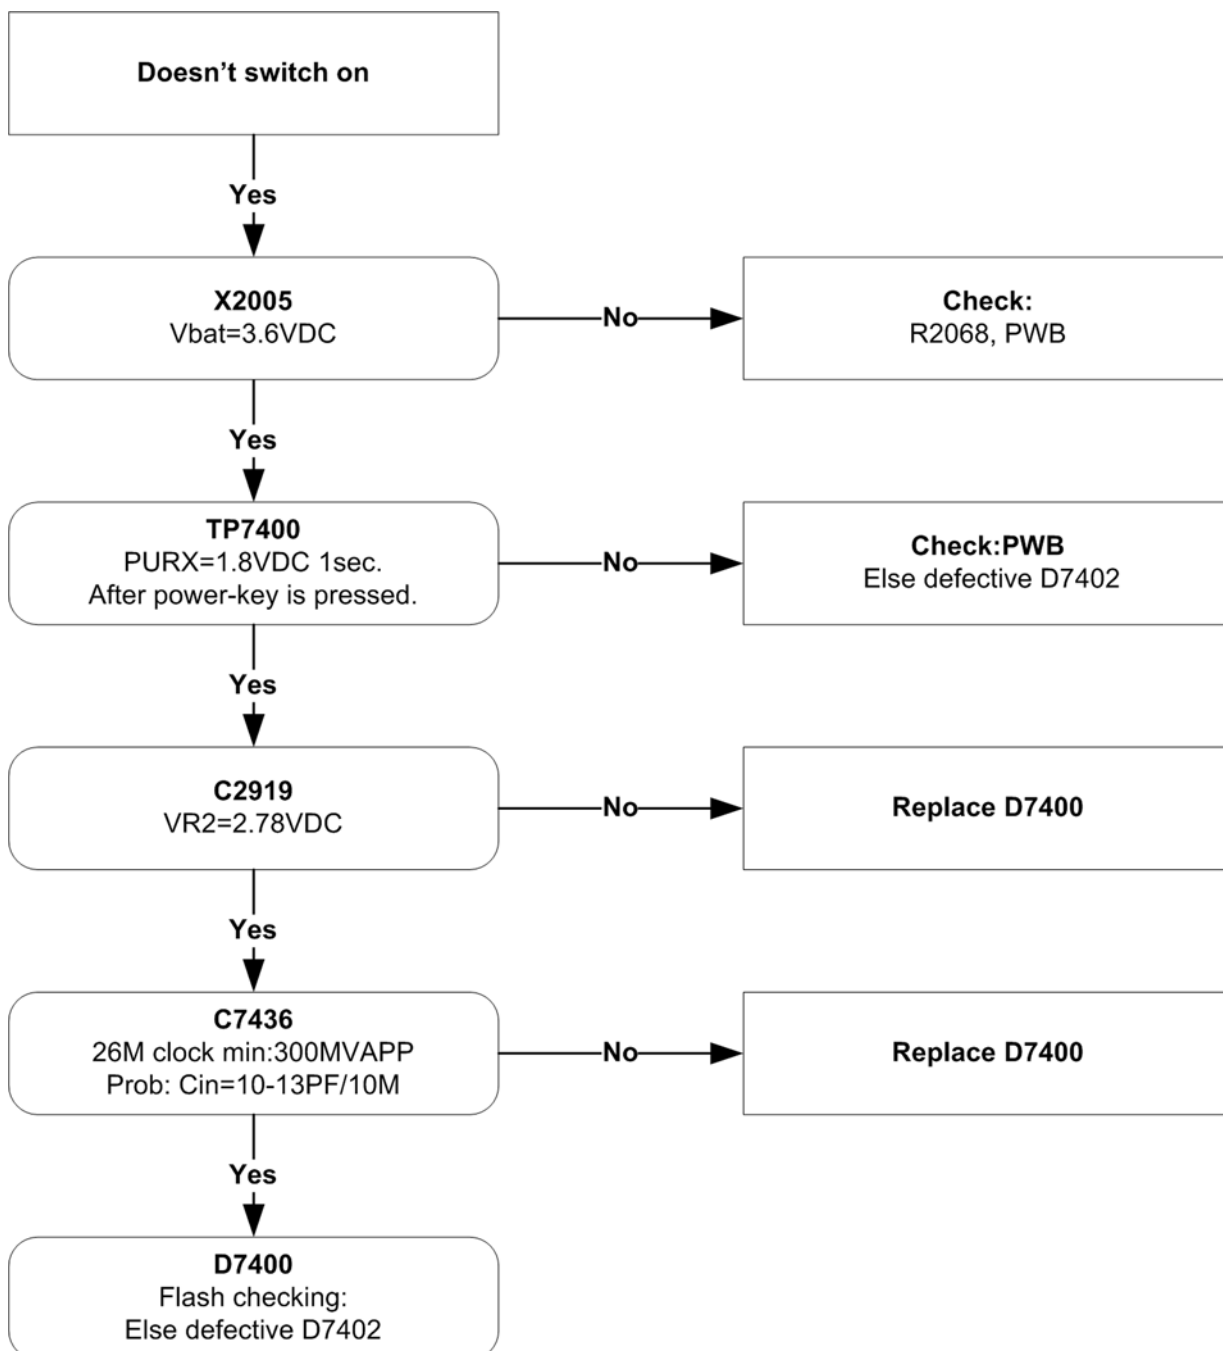 Doesn't switch on
Yes
X2005
Vbat=3.6VDC
No
Check:
R2068, PWB
Yes
TP7400
PURX=1.8VDC 1sec.
After power-key is pressed.
No
Check:PWB
Else defective D7402
Yes
C2919
VR2=2.78VDC
No
Replace D7400
Yes
C7436
26M clock min:300MVAPP
Prob: Cin=10-13PF/10M
No
Replace D7400
Yes
D7400
Flash checking:
Else defective D7402